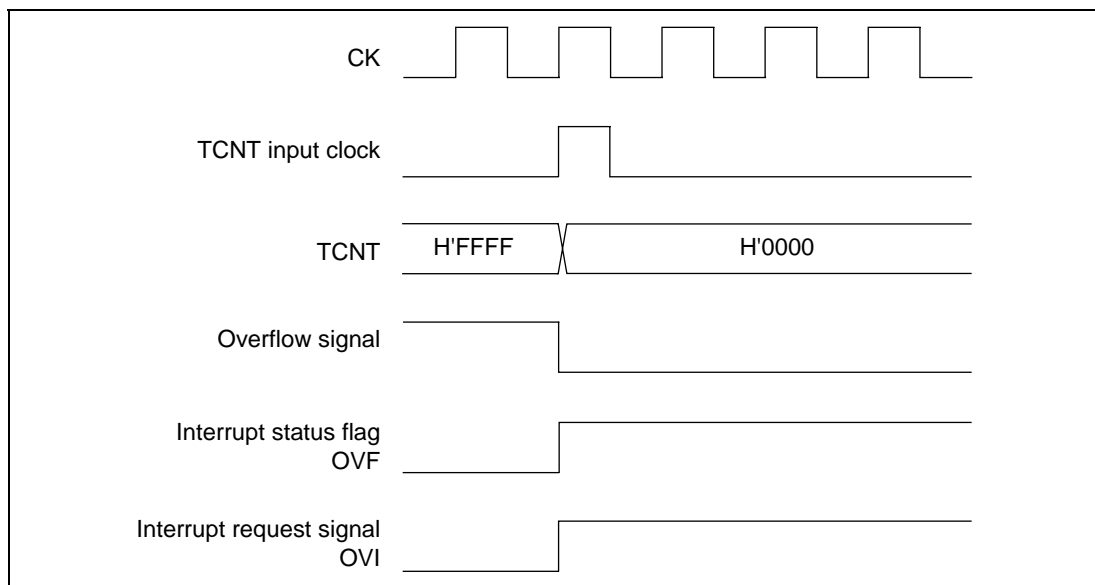 CK
TCNT input clock
TCNT
H'FFFF
H'0000
Overflow signal
Interrupt status flag
OVF
Interrupt request signal
OVI